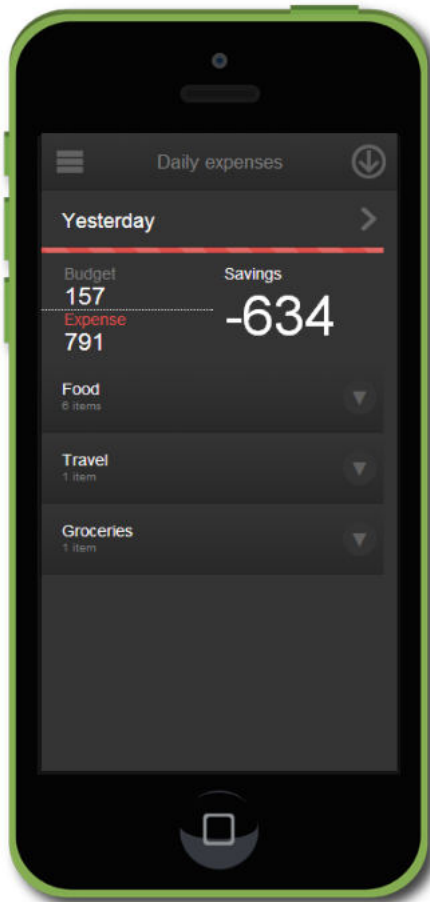 Daily expenses
Yesterday
Budget
157
Expense
791
Savings
-634
Food
6 items
Travel
1 item
Groceries
1 item